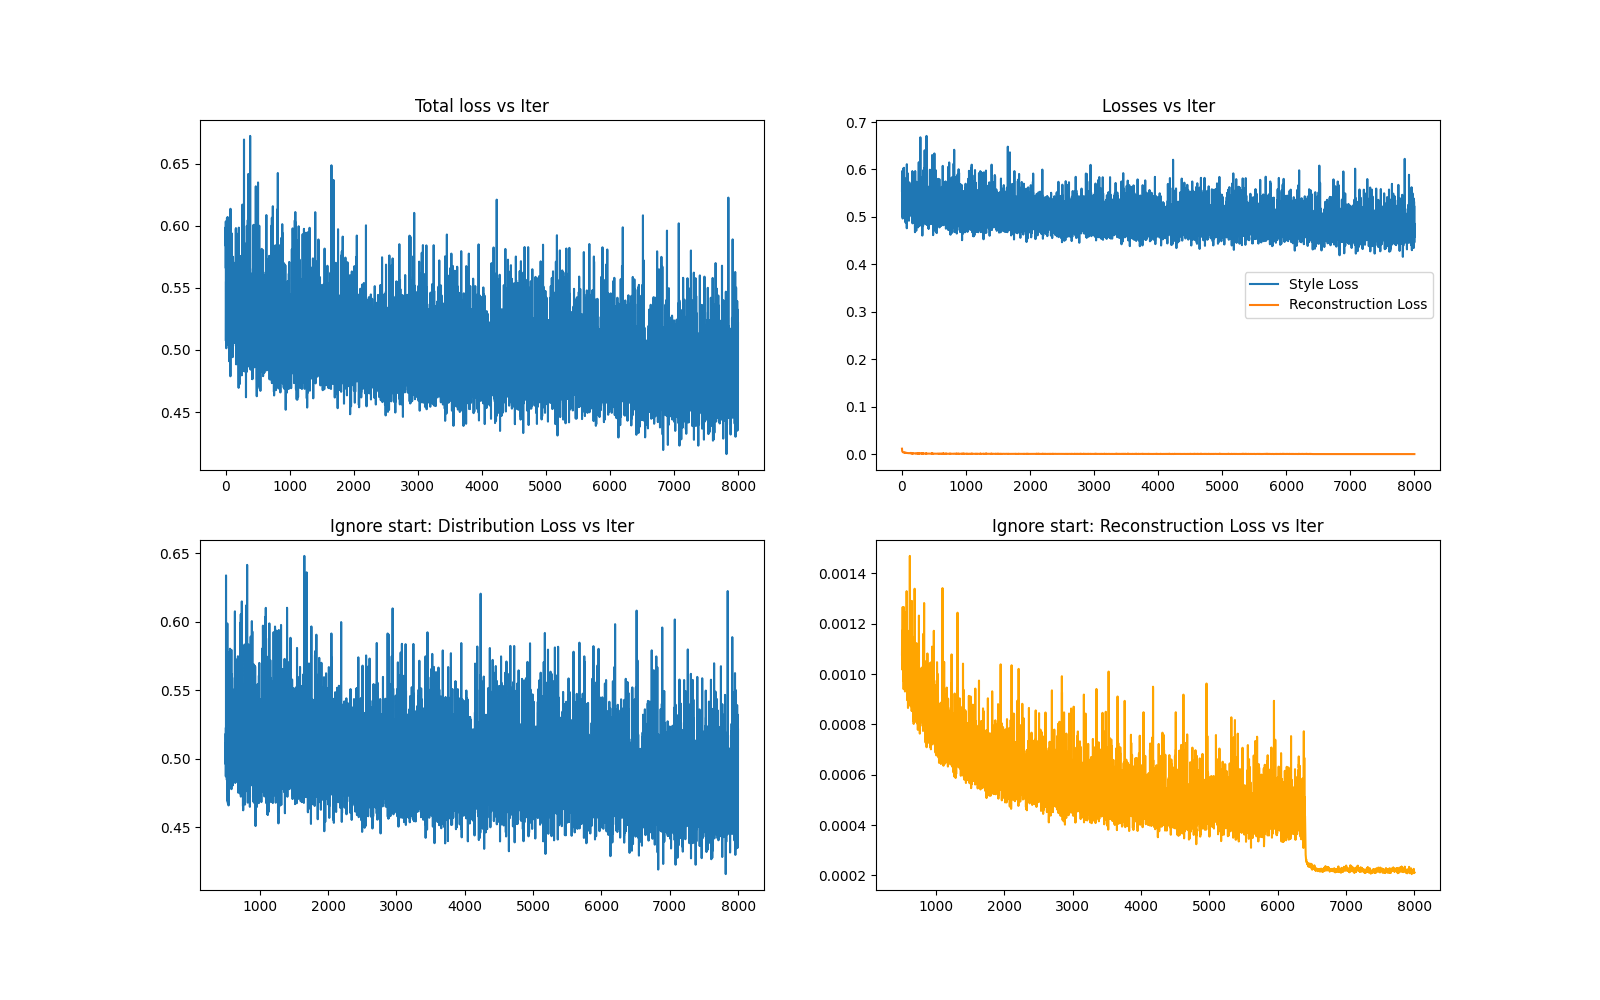 Total loss vs Iter
0.65
0.60
0.55
0.50
0.45
0 1000 2000 3000 4000 5000 6000 7000 8000
Losses vs Iter
0.7
0.6
0.5
0.4
0.3
0.2
0.1
0.0
Style Loss
Reconstruction Loss
0 1000 2000 3000 4000 5000 6000 7000 8000
Ignore start: Distribution Loss vs Iter
0.65
0.60
0.55
0.50
0.45
1000 2000 3000 4000 5000 6000 7000 8000
Ignore start: Reconstruction Loss vs Iter
0.0014
0.0012
0.0010
0.0008
0.0006
0.0004
0.0002
1000 2000 3000 4000 5000 6000 7000 8000